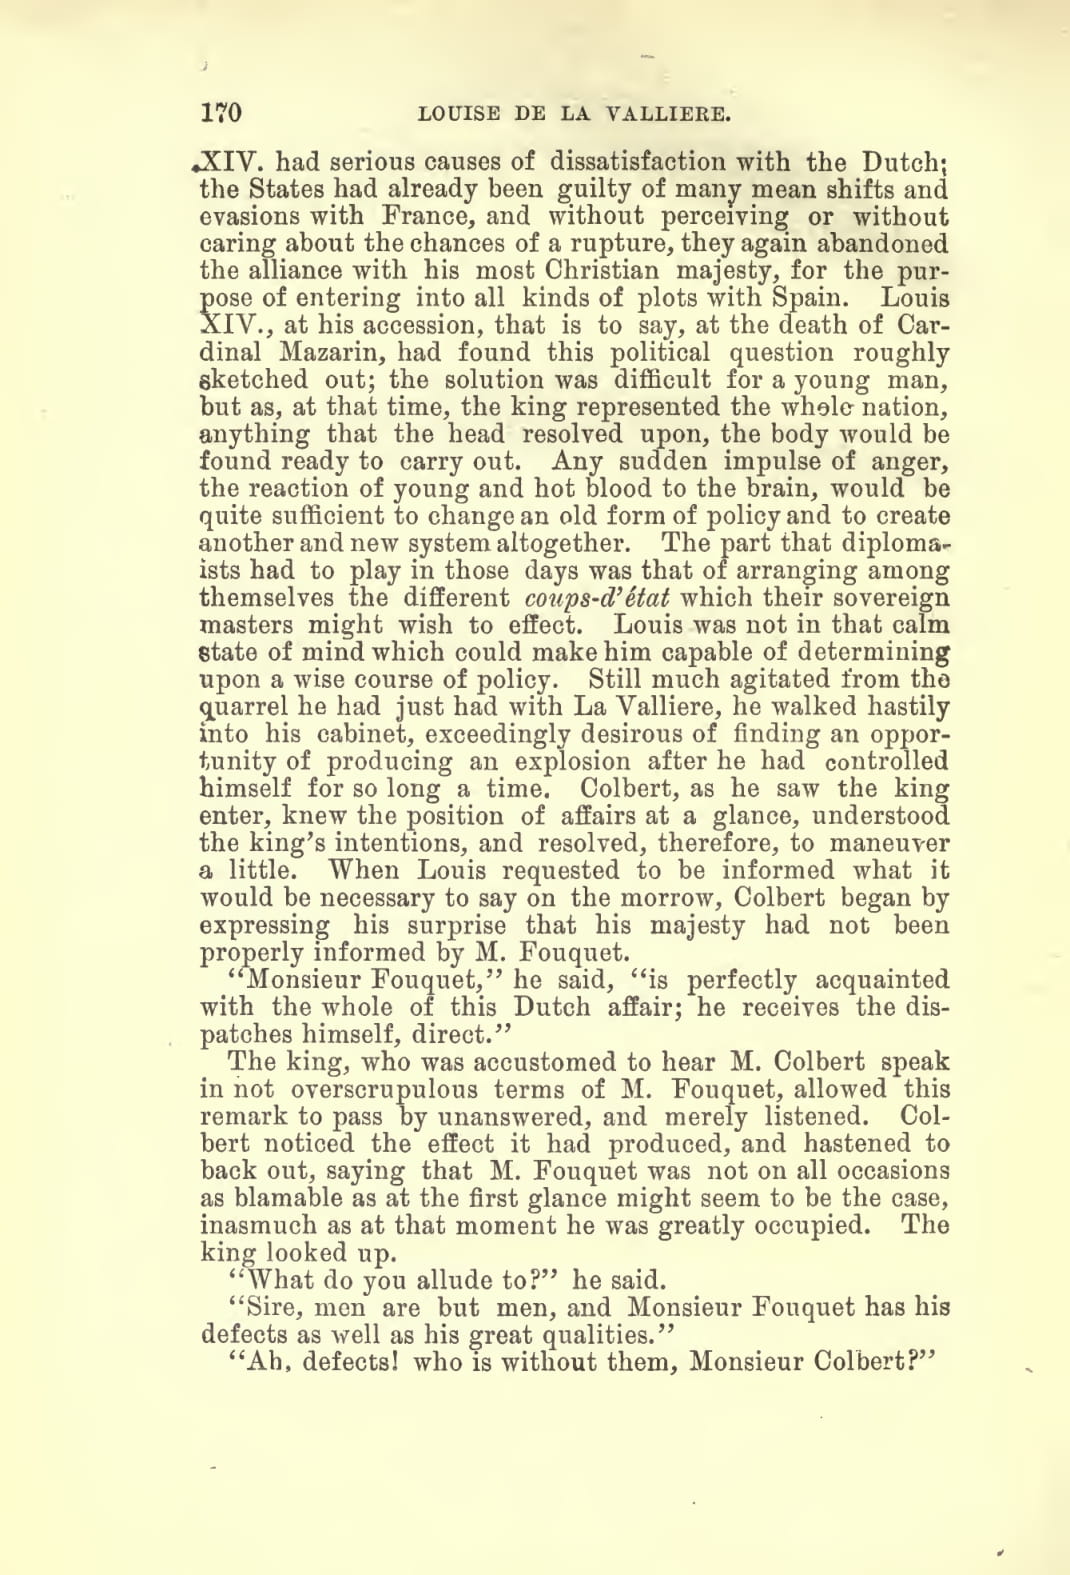 170 LOUISE DE LA VALLIERE.
XIV. had serious causes of dissatisfaction with the Dutch;
the States had already been guilty of many mean shifts and
evasions with France, and without perceiving or without
caring about the chances of a rupture, they again abandoned
the alliance with his most Christian majesty, for the pur-
pose of entering into all kinds of plots with Spain. Louis
XIV., at his accession, that is to say, at the death of Car-
dinal Mazarin, had found this political question roughly
sketched out; the solution was difficult for a young man,
but as, at that time, the king represented the whole nation,
anything that the head resolved upon, the body would be
found ready to carry out. Any sudden impulse of anger,
the reaction of young and hot blood to the brain, would be
quite sufficient to change an old form of policy and to create
another and new system altogether. The part that diploma-
ists had to play in those days was that of arranging among
themselves the different coups-d'état which their sovereign
masters might wish to effect. Louis was not in that calm
state of mind which could make him capable of determining
upon a wise course of policy. Still much agitated from the
quarrel he had just had with La Valliere, he walked hastily
into his cabinet, exceedingly desirous of finding an oppor-
tunity of producing an explosion after he had controlled
himself for so long a time. Colbert, as he saw the king
enter, knew the position of affairs at a glance, understood
the king's intentions, and resolved, therefore, to maneuver
a little. When Louis requested to be informed what it
would be necessary to say on the morrow, Colbert began by
expressing his surprise that his majesty had not been
properly informed by M. Fouquet.
"Monsieur Fouquet," he said, "is perfectly acquainted
with the whole of this Dutch affair; he receives the dis-
patches himself, direct."
The king, who was accustomed to hear M. Colbert speak
in not overscrupulous terms of M. Fouquet, allowed this
remark to pass by unanswered, and merely listened. Col-
bert noticed the effect it had produced, and hastened to
back out, saying that M. Fouquet was not on all occasions
as blamable as at the first glance might seem to be the case,
inasmuch as at that moment he was greatly occupied. The
king looked up.
"What do you allude to?" he said.
"Sire, men are but men, and Monsieur Fouquet has his
defects as well as his great qualities."
"Ah, defects! who is without them, Monsieur Colbert?"